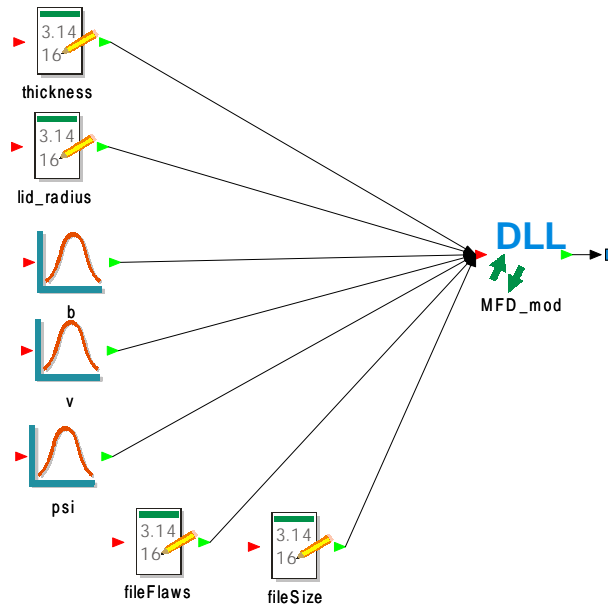 3.14
16
thickness
3.14
16
lid_radius
DLL
MFD_mod
b
v
psi
3.14
16
fileFlaws
3.14
16
fileSize